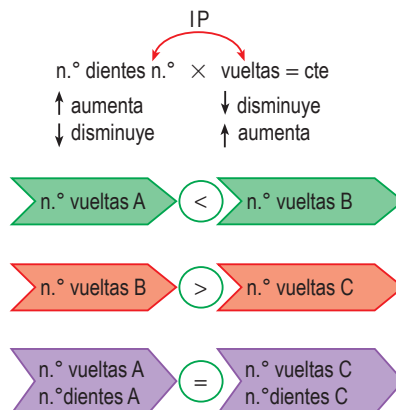 IP
n.° dientes n.° × vueltas = cte
↑ aumenta ↓ disminuye
↓ disminuye ↑ aumenta
n.° vueltas A < n.° vueltas B
n.° vueltas B > n.° vueltas C
n.° vueltas A = n.° vueltas C
n.°dientes A n.°dientes C